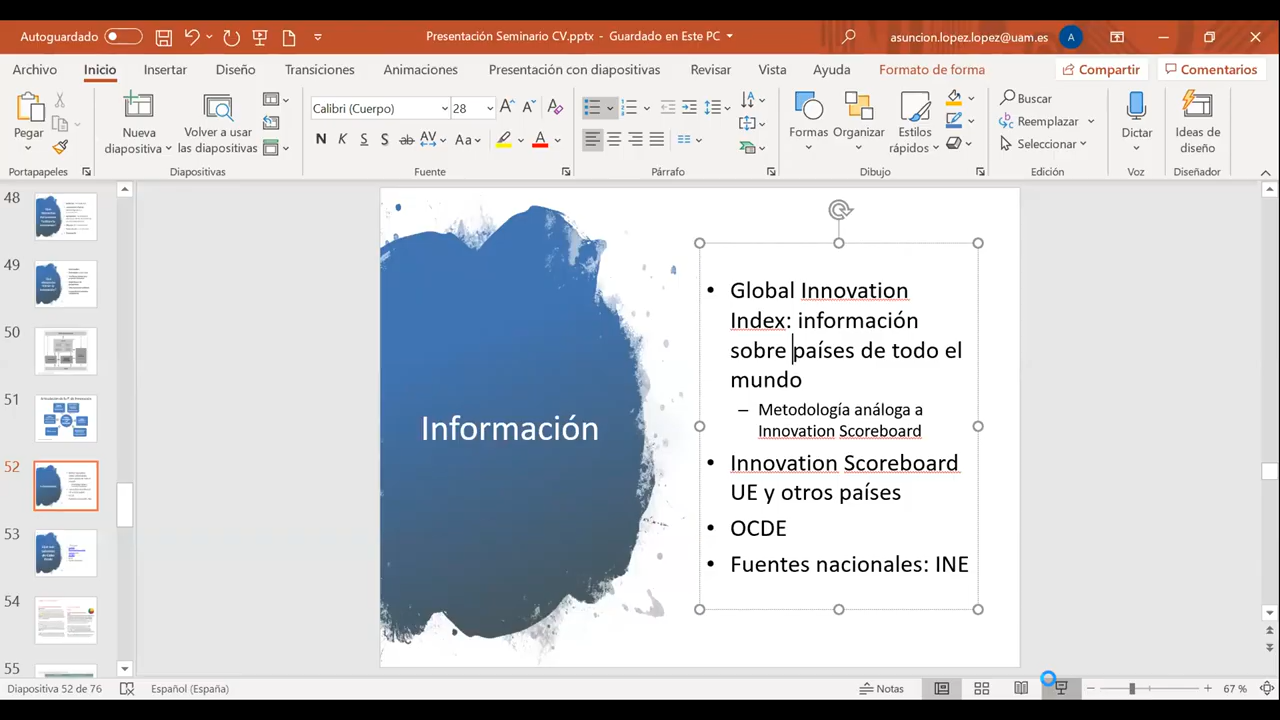 Autoguardado
Presentación Seminario CV.pptx - Guardado en Este PC
asuncion.lopez.lopez@uam.es
A
Archivo Inicio Insertar Diseño Transiciones Animaciones Presentación con diapositivas Revisar Vista Ayuda Formato de forma
Compartir
Comentarios
Pegar
Nueva
diapositiva
Volver a usar
las diapositivas
Calibri (Cuerpo)
28
N K S S ab AV Aa A
Formas
Organizar
Estilos
rápidos
Buscar
Reemplazar
Seleccionar
Dictar
Ideas de
diseño
Portapapeles
Diapositivas
Fuente
Párrafo
Dibujo
Edición
Voz
Diseñador
48
49
50
51
52
53
54
55
Información
• Global Innovation
Index: información
sobre países de todo el
mundo
– Metodología análoga a
Innovation Scoreboard
• Innovation Scoreboard
UE y otros países
• OCDE
• Fuentes nacionales: INE
Diapositiva 52 de 76
Español (España)
Notas
67 %